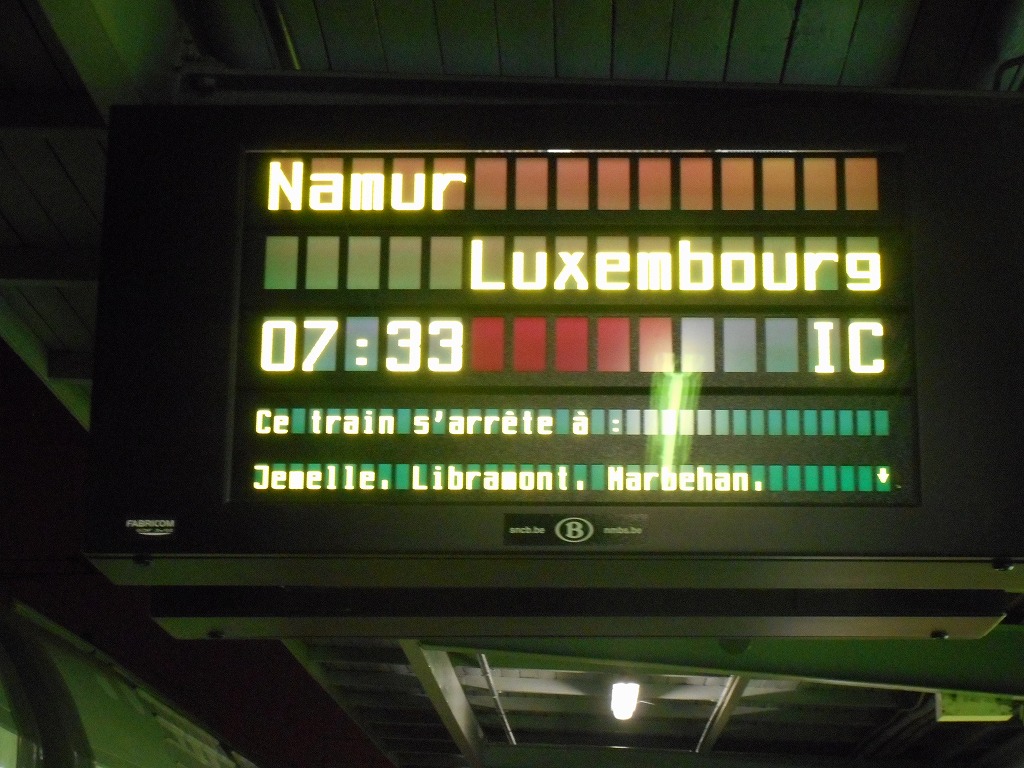 Namur
Luxembourg
07:33 IC
Ce train s'arrête à :
Jemelle, Libramont, Marbehan,
FABRICOM
sncb.be B nmbs.be